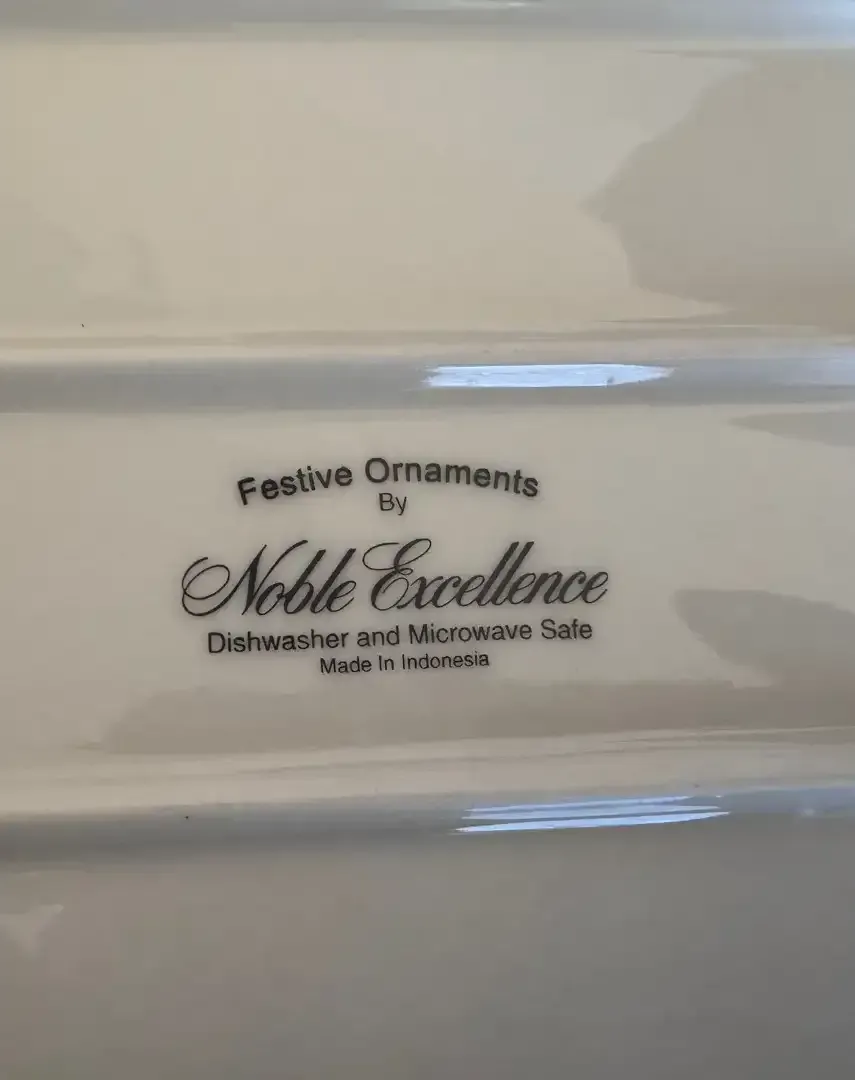 Festive Ornaments
By
Noble Excellence
Dishwasher and Microwave Safe
Made In Indonesia